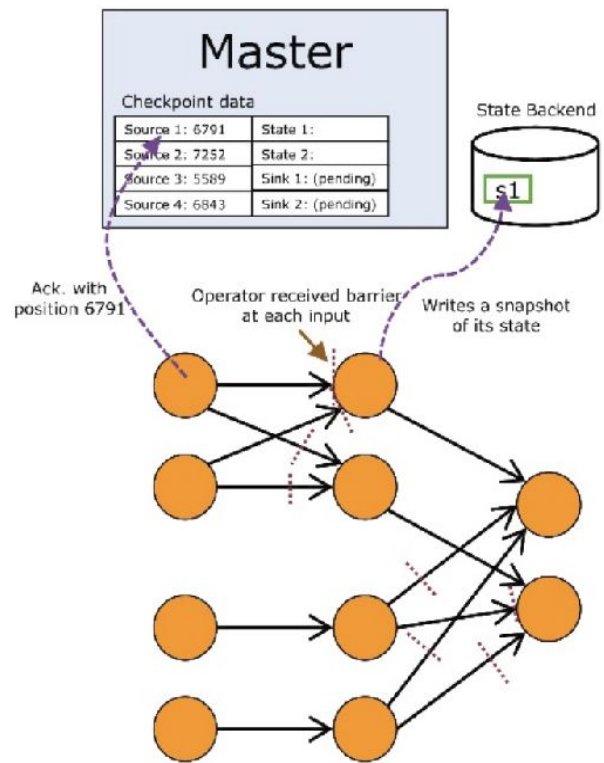 Master
Checkpoint data
Source 1: 6791 State 1:
Source 2: 7252 State 2:
Source 3: 5589 Sink 1: (pending)
Source 4: 6843 Sink 2: (pending)
State Backend
s1
Ack. with
position 6791
Operator received barrier
at each input
Writes a snapshot
of its state